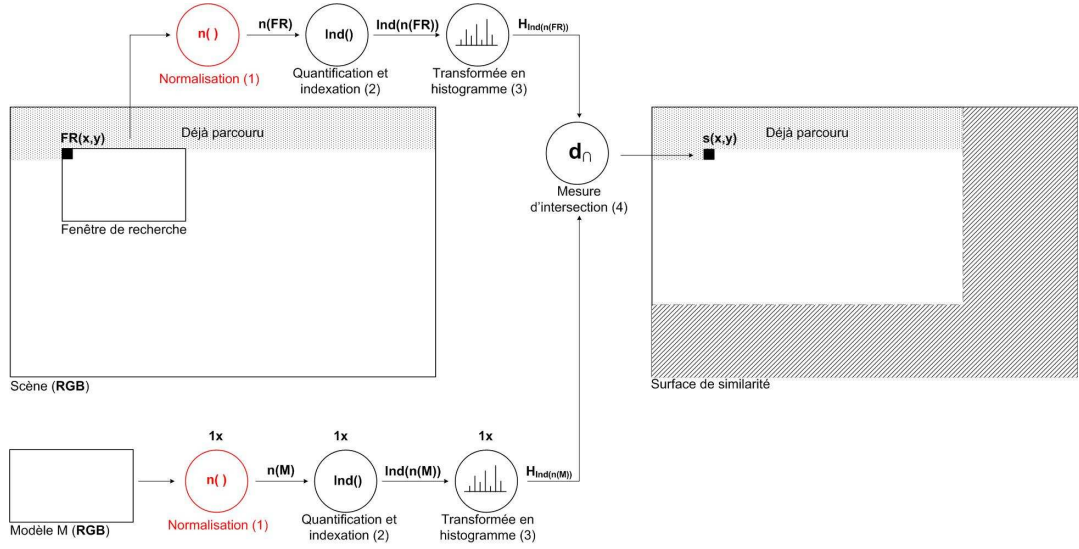 n( )
n(FR)
Ind()
Ind(n(FR))
H Ind(n(FR))
Normalisation (1)
Quantification et
indexation (2)
Transformée en
histogramme (3)
FR(x,y)
Déjà parcouru
Fenêtre de recherche
Scène (RGB)
d∩
Mesure
d'intersection (4)
Déjà parcouru
s(x,y)
Surface de similarité
1x
1x
1x
n( )
n(M)
Ind()
Ind(n(M))
H Ind(n(M))
Modèle M (RGB)
Normalisation (1)
Quantification et
indexation (2)
Transformée en
histogramme (3)